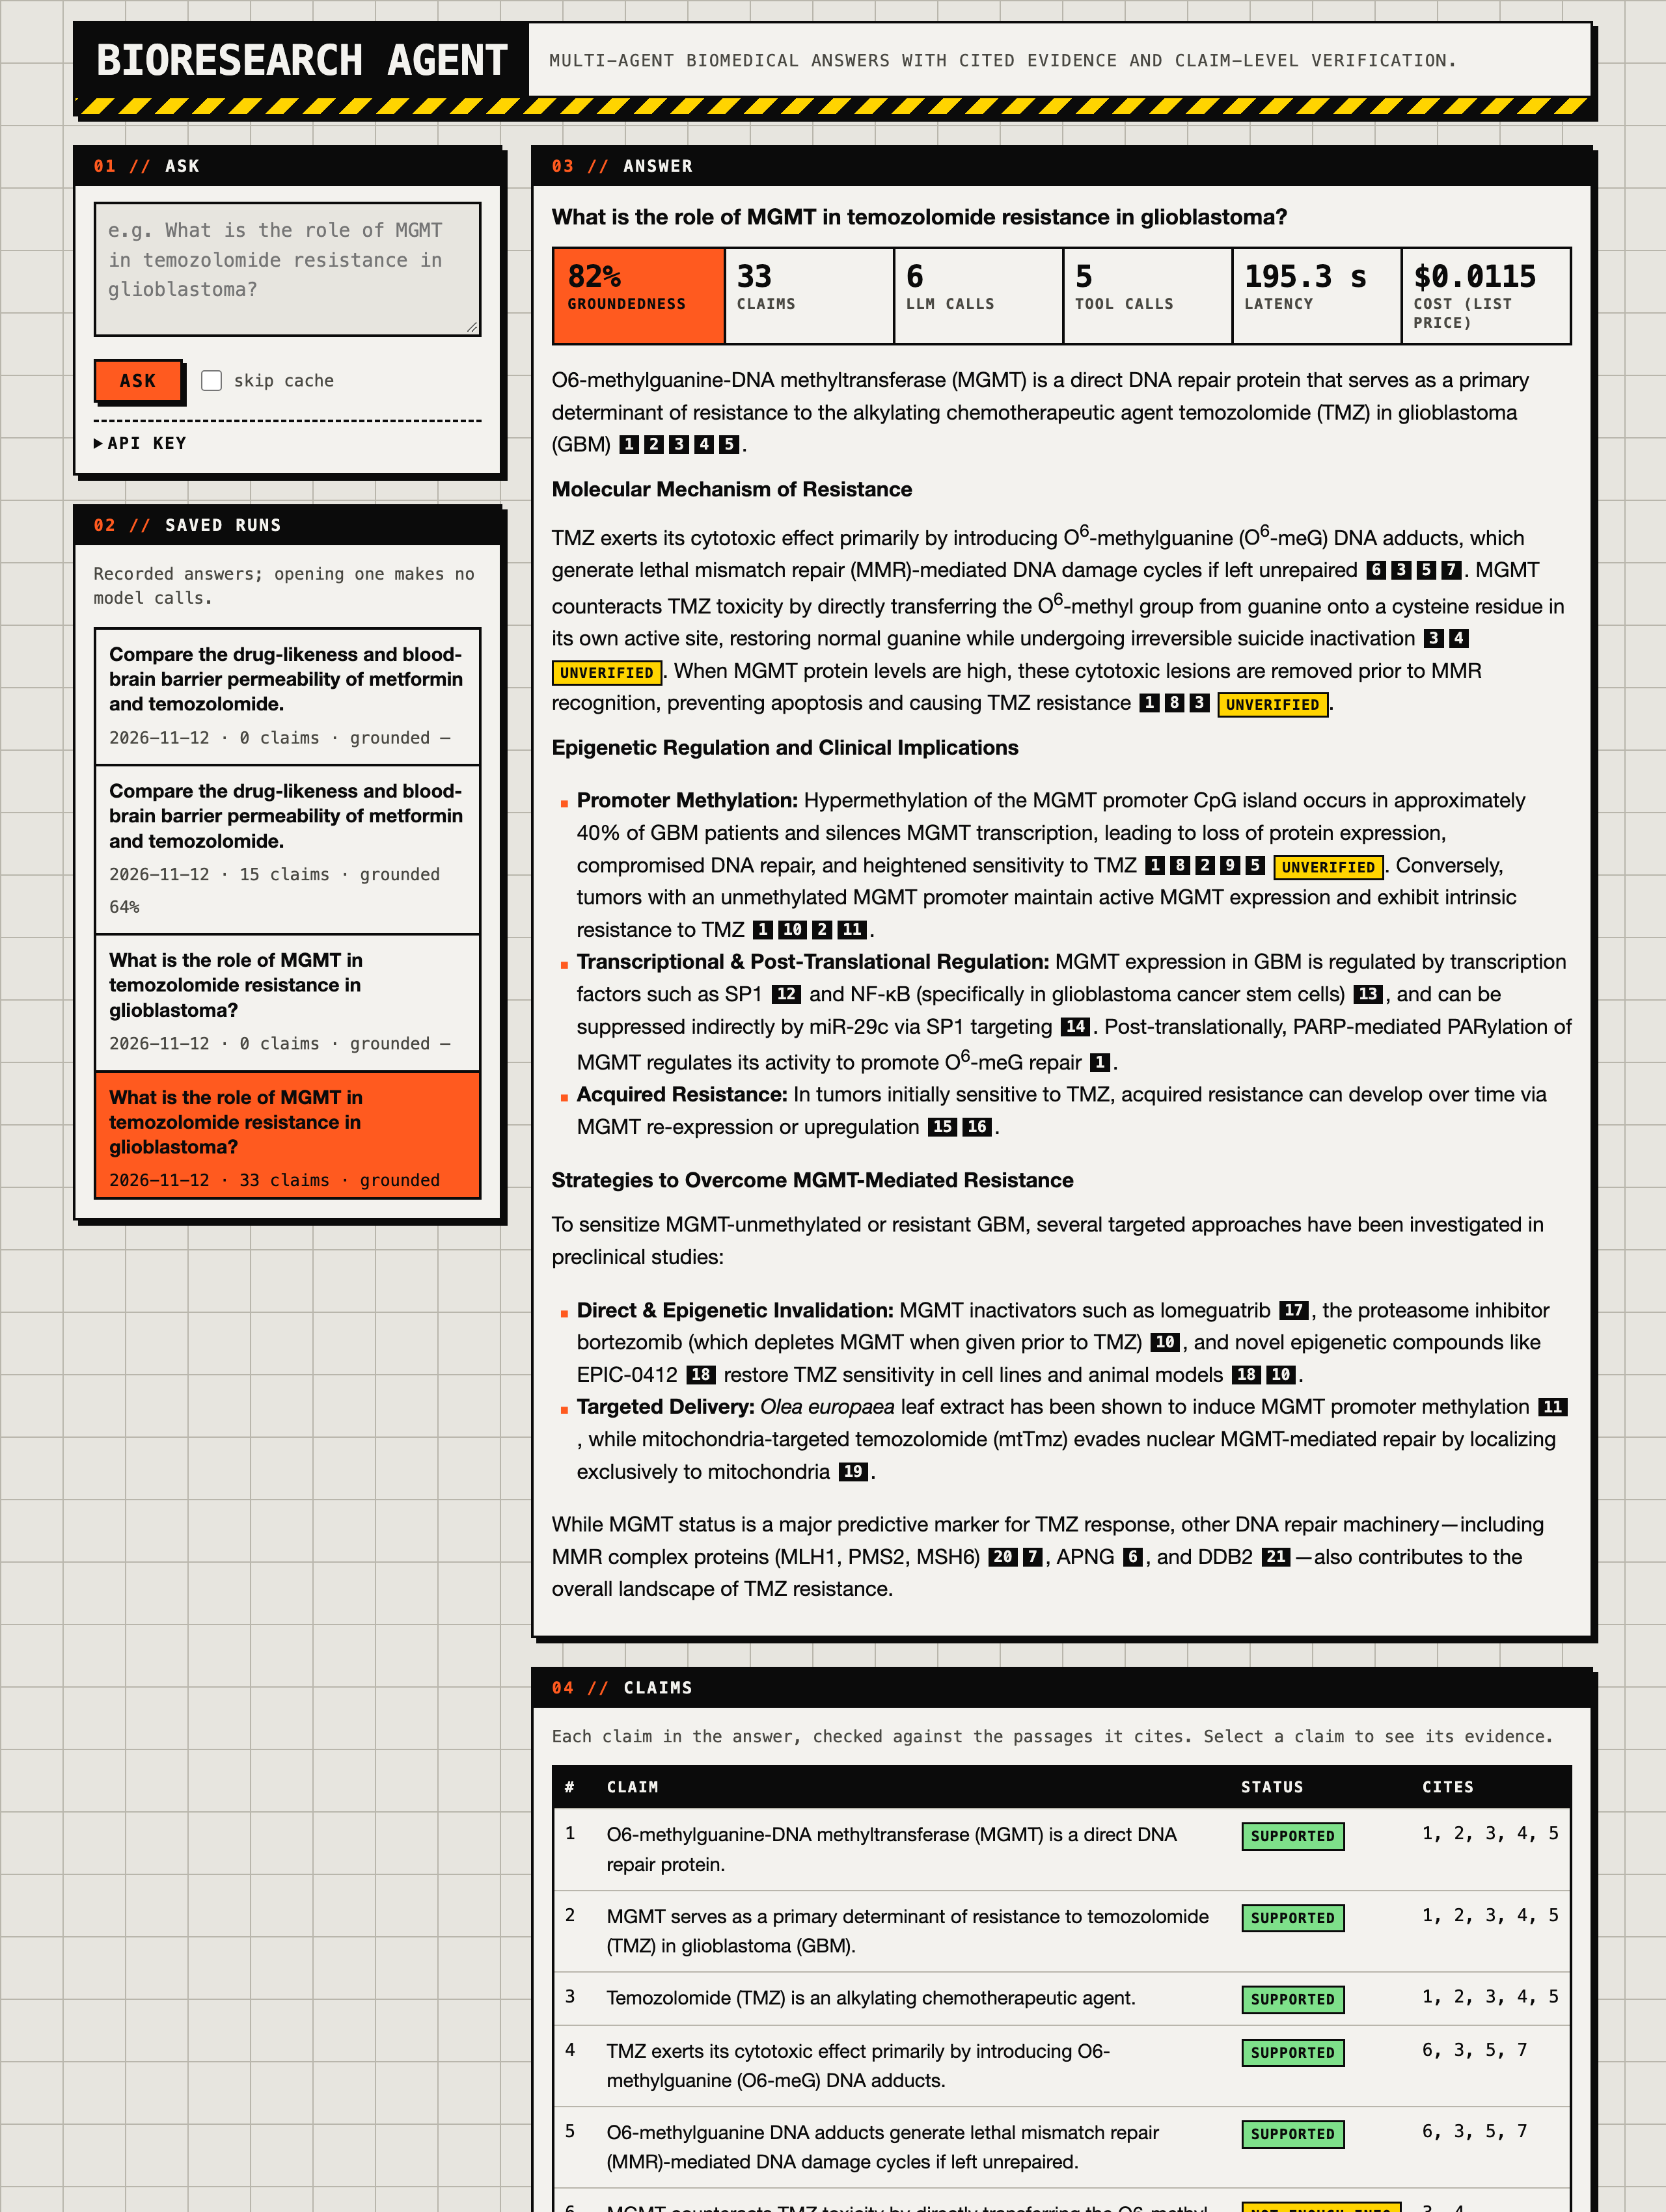 BIORESEARCH AGENT
MULTI-AGENT BIOMEDICAL ANSWERS WITH CITED EVIDENCE AND CLAIM-LEVEL VERIFICATION.
01 // ASK
e.g. What is the role of MGMT
in temozolomide resistance in
glioblastoma?
ASK
skip cache
API KEY
02 // SAVED RUNS
Recorded answers; opening one makes no
model calls.
Compare the drug-likeness and blood-
brain barrier permeability of metformin
and temozolomide.
2026-11-12 · 0 claims · grounded —
Compare the drug-likeness and blood-
brain barrier permeability of metformin
and temozolomide.
2026-11-12 · 15 claims · grounded
64%
What is the role of MGMT in
temozolomide resistance in
glioblastoma?
2026-11-12 · 0 claims · grounded —
What is the role of MGMT in
temozolomide resistance in
glioblastoma?
2026-11-12 · 33 claims · grounded
03 // ANSWER
What is the role of MGMT in temozolomide resistance in glioblastoma?
82%
GROUNDEDNESS
33
CLAIMS
6
LLM CALLS
5
TOOL CALLS
195.3 s
LATENCY
$0.0115
COST (LIST
PRICE)
O6-methylguanine-DNA methyltransferase (MGMT) is a direct DNA repair protein that serves as a primary
determinant of resistance to the alkylating chemotherapeutic agent temozolomide (TMZ) in glioblastoma
(GBM) 1 2 3 4 5.
Molecular Mechanism of Resistance
TMZ exerts its cytotoxic effect primarily by introducing O⁶-methylguanine (O⁶-meG) DNA adducts, which
generate lethal mismatch repair (MMR)-mediated DNA damage cycles if left unrepaired 6 3 5 7. MGMT
counteracts TMZ toxicity by directly transferring the O⁶-methyl group from guanine onto a cysteine residue in
its own active site, restoring normal guanine while undergoing irreversible suicide inactivation 3 4
UNVERIFIED. When MGMT protein levels are high, these cytotoxic lesions are removed prior to MMR
recognition, preventing apoptosis and causing TMZ resistance 1 8 3 UNVERIFIED.
Epigenetic Regulation and Clinical Implications
Promoter Methylation: Hypermethylation of the MGMT promoter CpG island occurs in approximately
40% of GBM patients and silences MGMT transcription, leading to loss of protein expression,
compromised DNA repair, and heightened sensitivity to TMZ 1 8 2 9 5 UNVERIFIED. Conversely,
tumors with an unmethylated MGMT promoter maintain active MGMT expression and exhibit intrinsic
resistance to TMZ 1 10 2 11.
Transcriptional & Post-Translational Regulation: MGMT expression in GBM is regulated by transcription
factors such as SP1 12 and NF-κB (specifically in glioblastoma cancer stem cells) 13, and can be
suppressed indirectly by miR-29c via SP1 targeting 14. Post-translationally, PARP-mediated PARylation of
MGMT regulates its activity to promote O⁶-meG repair 1.
Acquired Resistance: In tumors initially sensitive to TMZ, acquired resistance can develop over time via
MGMT re-expression or upregulation 15 16.
Strategies to Overcome MGMT-Mediated Resistance
To sensitize MGMT-unmethylated or resistant GBM, several targeted approaches have been investigated in
preclinical studies:
Direct & Epigenetic Invalidation: MGMT inactivators such as lomeguatrib 17, the proteasome inhibitor
bortezomib (which depletes MGMT when given prior to TMZ) 10, and novel epigenetic compounds like
EPIC-0412 18 restore TMZ sensitivity in cell lines and animal models 18 10.
Targeted Delivery: Olea europaea leaf extract has been shown to induce MGMT promoter methylation 11
, while mitochondria-targeted temozolomide (mtTmz) evades nuclear MGMT-mediated repair by localizing
exclusively to mitochondria 19.
While MGMT status is a major predictive marker for TMZ response, other DNA repair machinery—including
MMR complex proteins (MLH1, PMS2, MSH6) 20 7, APNG 6, and DDB2 21 —also contributes to the
overall landscape of TMZ resistance.
04 // CLAIMS
Each claim in the answer, checked against the passages it cites. Select a claim to see its evidence.
# CLAIM STATUS CITES
1 O6-methylguanine-DNA methyltransferase (MGMT) is a direct DNA SUPPORTED 1, 2, 3, 4, 5
repair protein.
2 MGMT serves as a primary determinant of resistance to temozolomide SUPPORTED 1, 2, 3, 4, 5
(TMZ) in glioblastoma (GBM).
3 Temozolomide (TMZ) is an alkylating chemotherapeutic agent. SUPPORTED 1, 2, 3, 4, 5
4 TMZ exerts its cytotoxic effect primarily by introducing O6- SUPPORTED 6, 3, 5, 7
methylguanine (O6-meG) DNA adducts.
5 O6-methylguanine DNA adducts generate lethal mismatch repair SUPPORTED 6, 3, 5, 7
(MMR)-mediated DNA damage cycles if left unrepaired.
6 MGMT counteracts TMZ toxicity by directly transferring the O6-methyl NOT ENOUGH INFO 3, 4